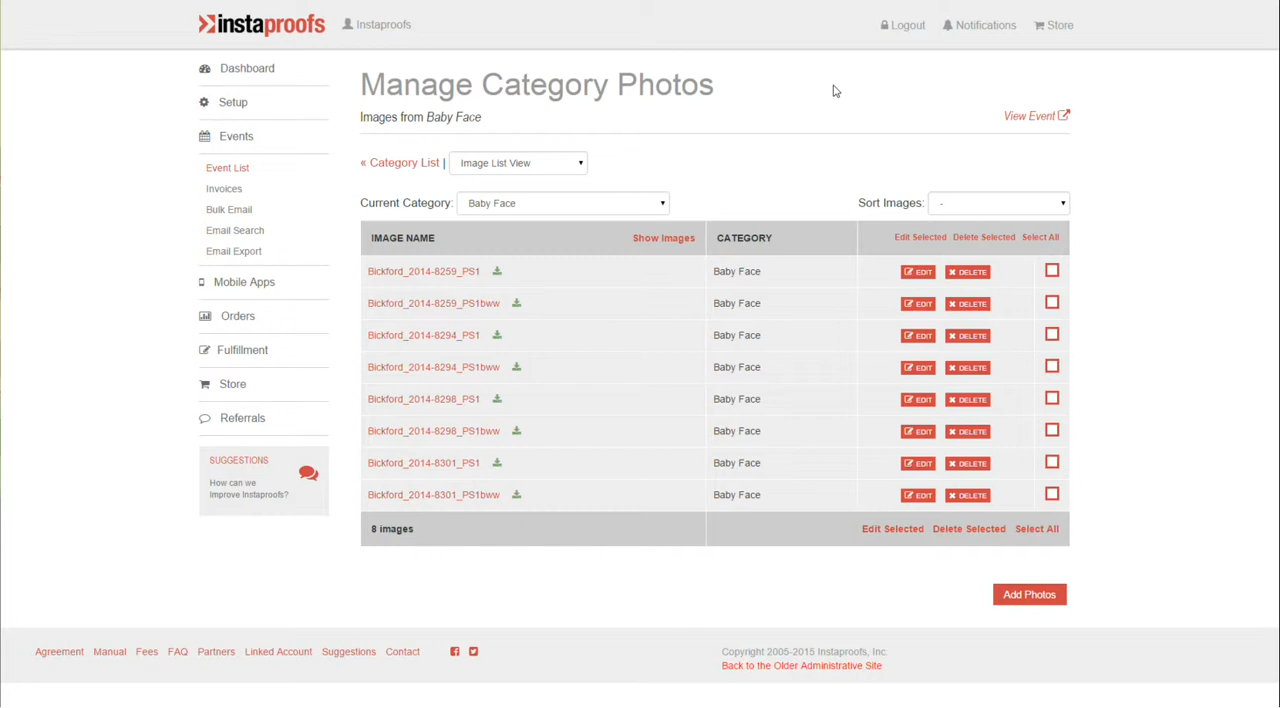 instaproofs Instaproofs Logout Notifications Store
Dashboard
Setup
Events
Event List
Invoices
Bulk Email
Email Search
Email Export
Mobile Apps
Orders
Fulfillment
Store
Referrals
SUGGESTIONS
How can we
Improve Instaproofs?
Manage Category Photos
Images from Baby Face
View Event
« Category List | Image List View
Current Category: Baby Face Sort Images: -
IMAGE NAME Show Images CATEGORY Edit Selected Delete Selected Select All
Bickford_2014-8259_PS1 Baby Face EDIT DELETE
Bickford_2014-8259_PS1bww Baby Face EDIT DELETE
Bickford_2014-8294_PS1 Baby Face EDIT DELETE
Bickford_2014-8294_PS1bww Baby Face EDIT DELETE
Bickford_2014-8298_PS1 Baby Face EDIT DELETE
Bickford_2014-8298_PS1bww Baby Face EDIT DELETE
Bickford_2014-8301_PS1 Baby Face EDIT DELETE
Bickford_2014-8301_PS1bww Baby Face EDIT DELETE
8 images Edit Selected Delete Selected Select All
Add Photos
Agreement Manual Fees FAQ Partners Linked Account Suggestions Contact
Copyright 2005-2015 Instaproofs, Inc.
Back to the Older Administrative Site